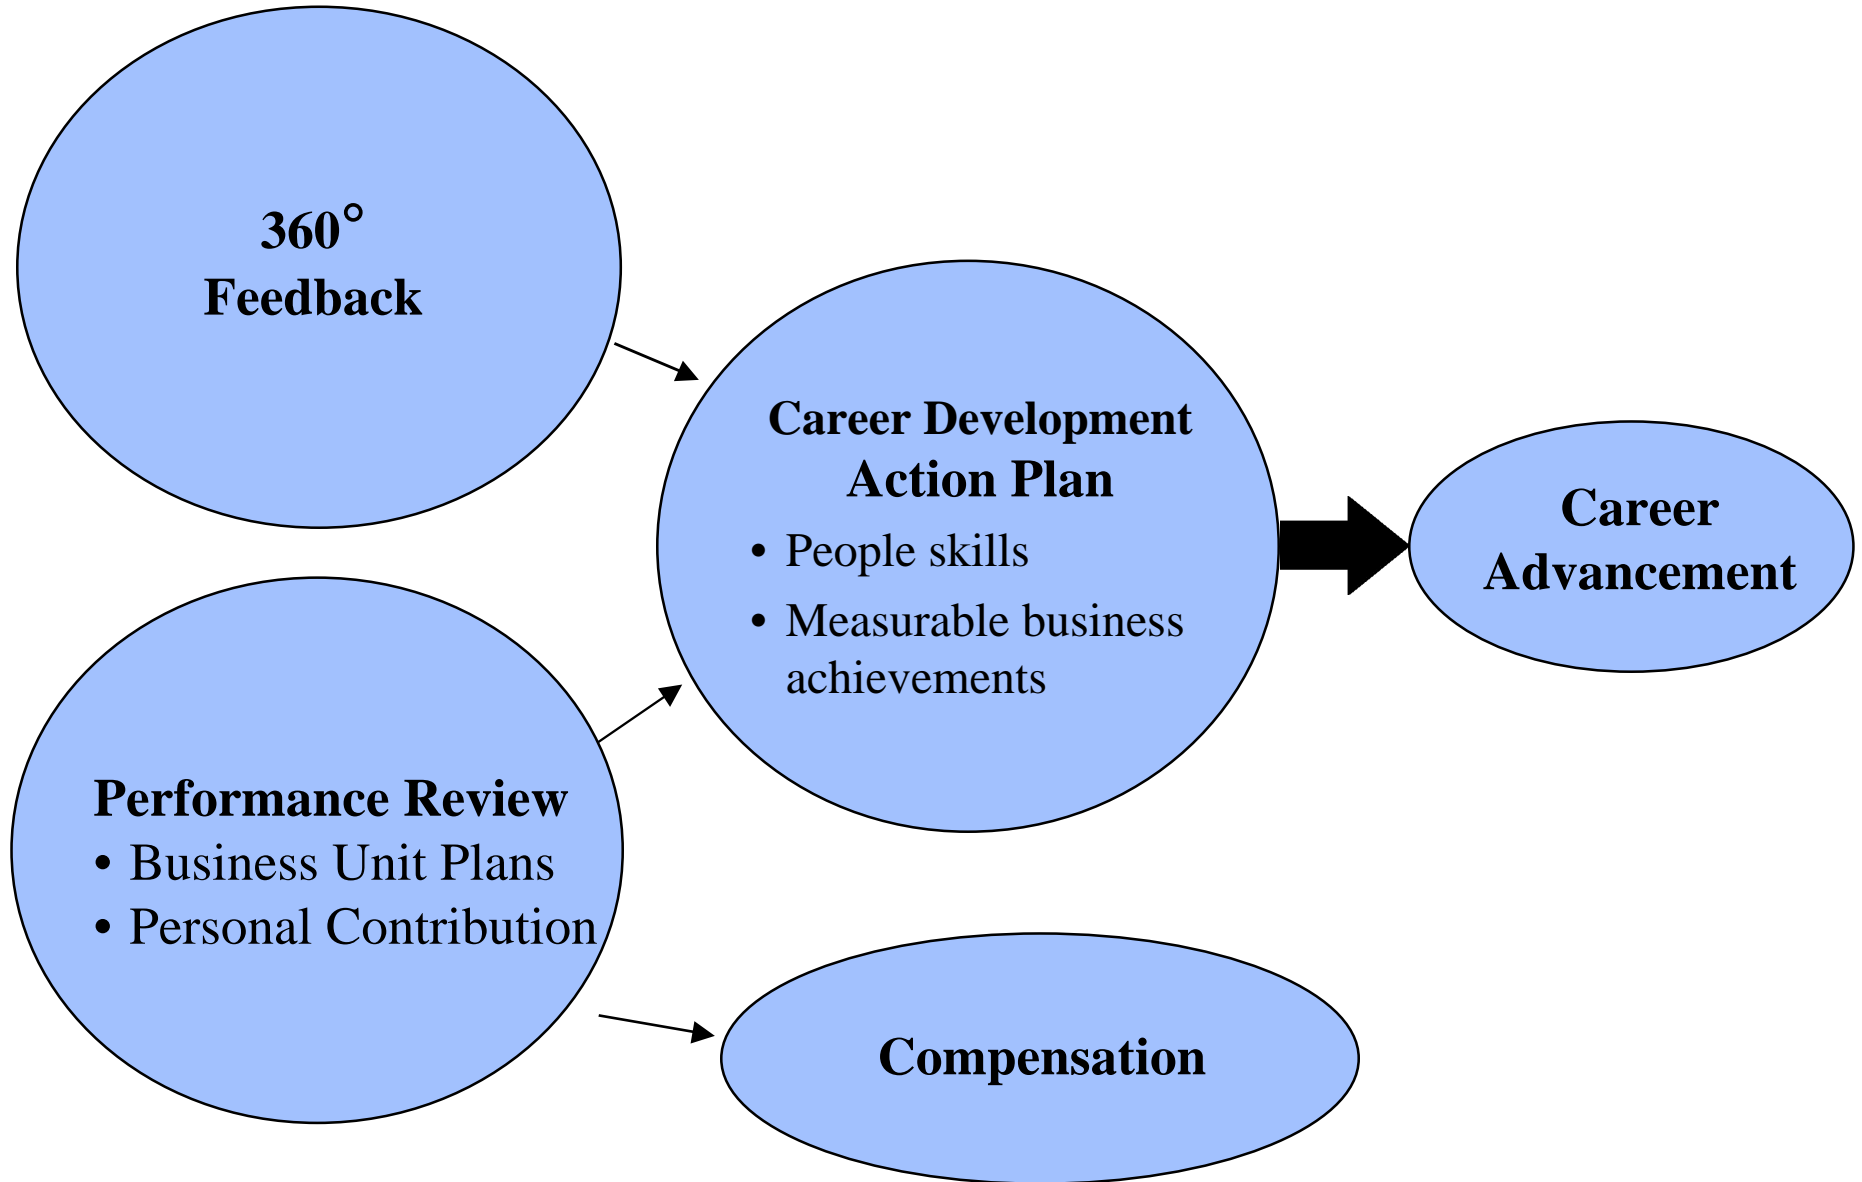 360°
Feedback
Career Development
Action Plan
• People skills
• Measurable business
achievements
Career
Advancement
Performance Review
• Business Unit Plans
• Personal Contribution
Compensation